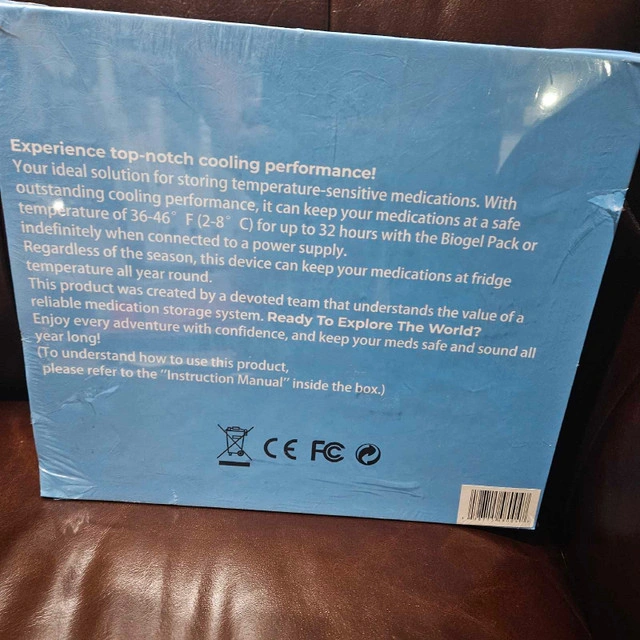 Experience top-notch cooling performance!
Your ideal solution for storing temperature-sensitive medications. With
outstanding cooling performance, it can keep your medications at a safe
temperature of 36-46° F (2-8° C) for up to 32 hours with the Biogel Pack or
indefinitely when connected to a power supply.
Regardless of the season, this device can keep your medications at fridge
temperature all year round.
This product was created by a devoted team that understands the value of a
reliable medication storage system. Ready To Explore The World?
Enjoy every adventure with confidence, and keep your meds safe and sound all
year long!
(To understand how to use this product,
please refer to the "Instruction Manual" inside the box.)
CE FC